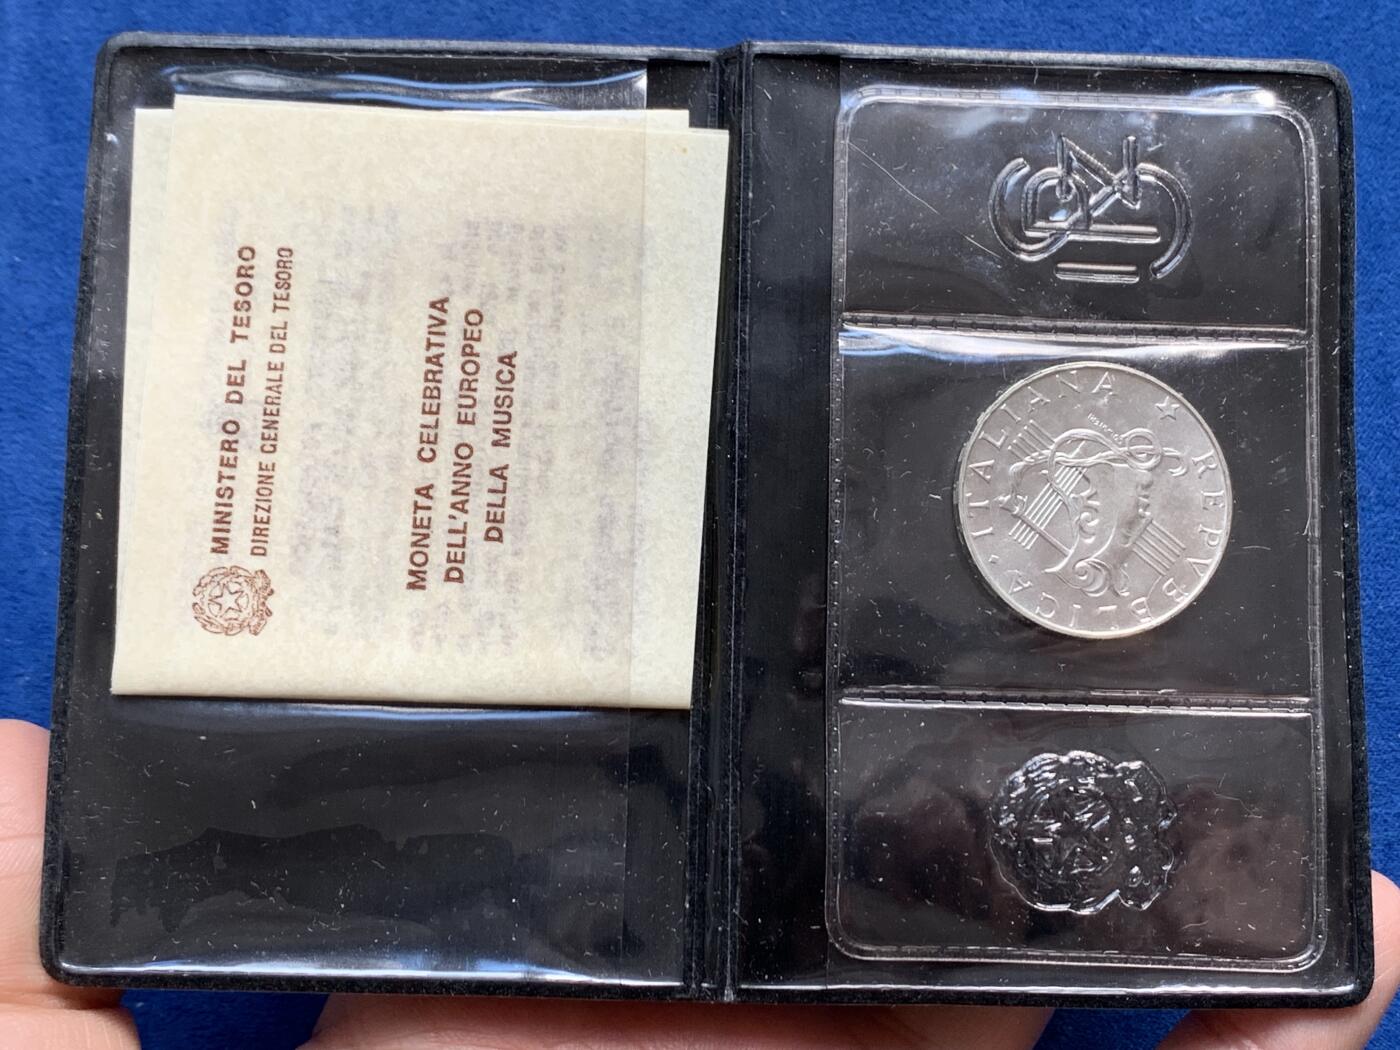 MINISTERO DEL TESORO
DIREZIONE GENERALE DEL TESORO
MONETA CELEBRATIVA
DELL'ANNO EUROPEO
DELLA MUSICA
REPVBBLICA · ITALIANA